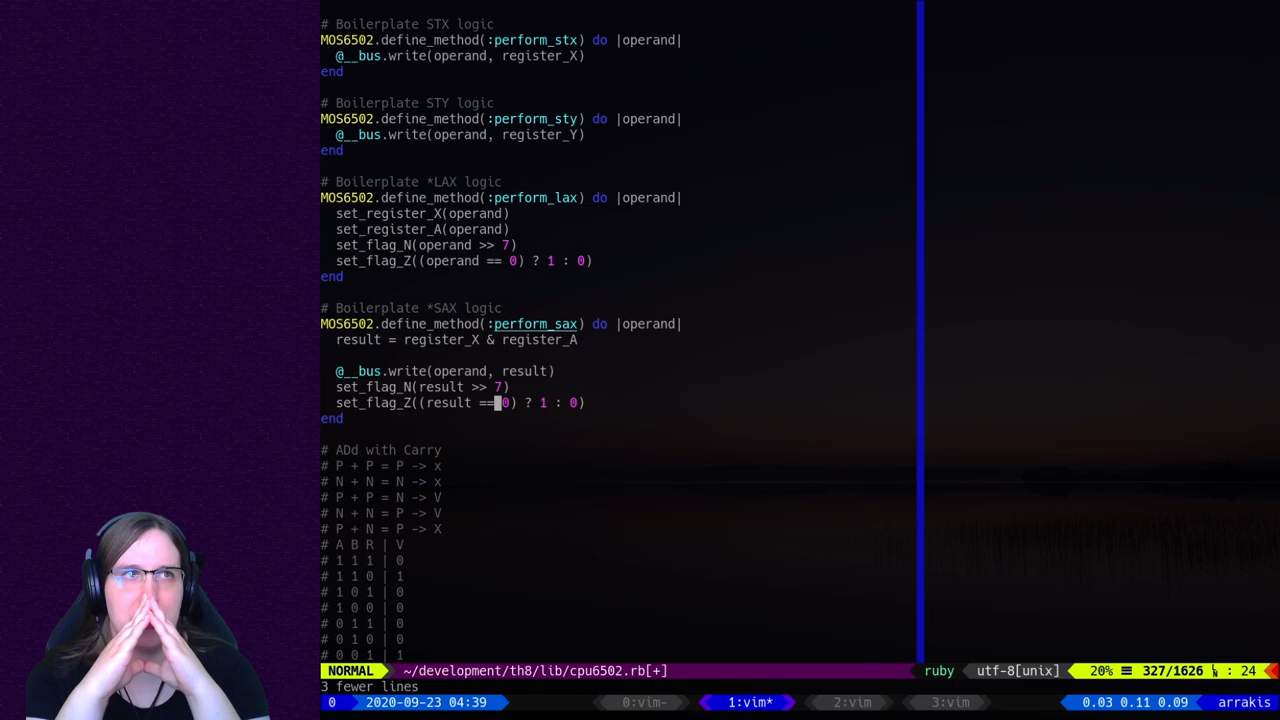 # Boilerplate STX logic
MOS6502.define_method(:perform_stx) do |operand|
@__bus.write(operand, register_X)
end
# Boilerplate STY logic
MOS6502.define_method(:perform_sty) do |operand|
@__bus.write(operand, register_Y)
end
# Boilerplate *LAX logic
MOS6502.define_method(:perform_lax) do |operand|
set_register_X(operand)
set_register_A(operand)
set_flag_N(operand >> 7)
set_flag_Z((operand == 0) ? 1 : 0)
end
# Boilerplate *SAX logic
MOS6502.define_method(:perform_sax) do |operand|
result = register_X & register_A
@__bus.write(operand, result)
set_flag_N(result >> 7)
set_flag_Z((result == 0) ? 1 : 0)
end
# ADd with Carry
# P + P = P -> x
# N + N = N -> x
# P + P = N -> V
# N + N = P -> V
# P + N = P -> X
# A B R | V
# 1 1 1 | 0
# 1 1 0 | 1
# 1 0 1 | 0
# 1 0 0 | 0
# 0 1 1 | 0
# 0 1 0 | 0
# 0 0 1 | 1
NORMAL ~/development/th8/lib/cpu6502.rb[+] ruby utf-8[unix] 20% ☰ 327/1626 ㏑ : 24
3 fewer lines
0 2020-09-23 04:39 0:vim- 1:vim* 2:vim 3:vim 0.03 0.11 0.09 arrakis